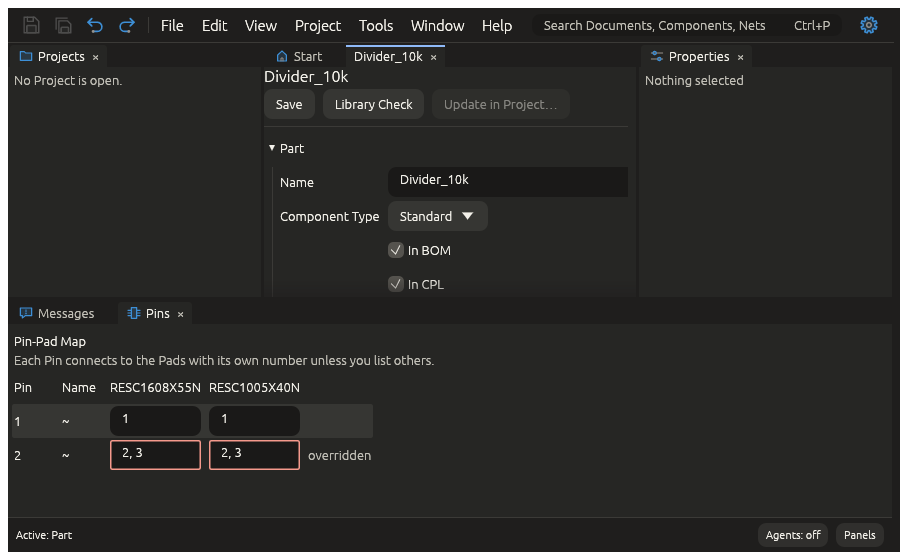 File Edit View Project Tools Window Help Search Documents, Components, Nets Ctrl+P
Projects × Start Divider_10k × Properties ×
No Project is open.
Divider_10k
Nothing selected
Save Library Check Update in Project…
▼ Part
Name Divider_10k
Component Type Standard ▼
In BOM
In CPL
Messages Pins ×
Pin-Pad Map
Each Pin connects to the Pads with its own number unless you list others.
Pin Name RESC1608X55N RESC1005X40N
1 ~ 1 1
2 ~ 2, 3 2, 3 overridden
Active: Part Agents: off Panels